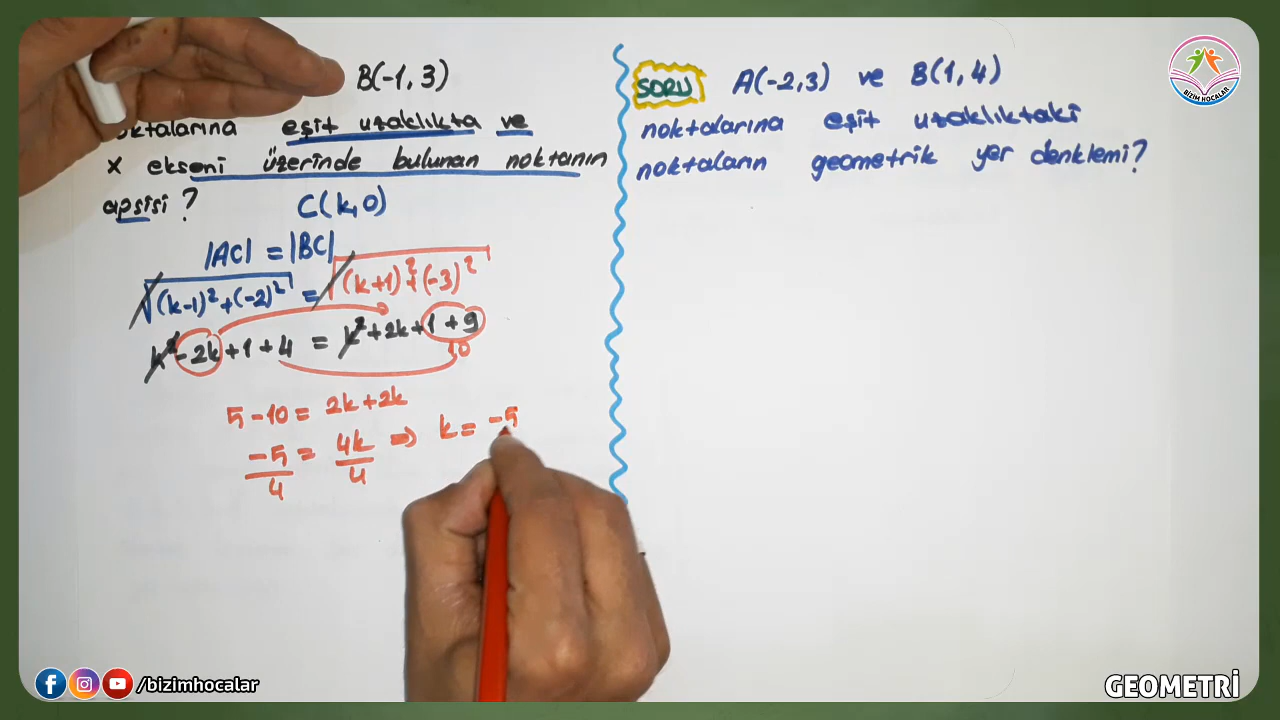 B(-1, 3)
noktalarına eşit uzaklıkta ve
x ekseni üzerinde bulunan noktanın
apsisi ? C(k, 0)
|AC| = |BC|
√(k-1)²+(-2)² = √(k+1)²+(-3)²
k²-2k+1+4 = k²+2k+1+9
10
5-10 = 2k+2k
-5/4 = 4k/4 ⇒ k = -5
SORU A(-2,3) ve B(1,4)
noktalarına eşit uzaklıktaki
noktaların geometrik yer denklemi?
BİZİM HOCALAR
/bizimhocalar
GEOMETRİ